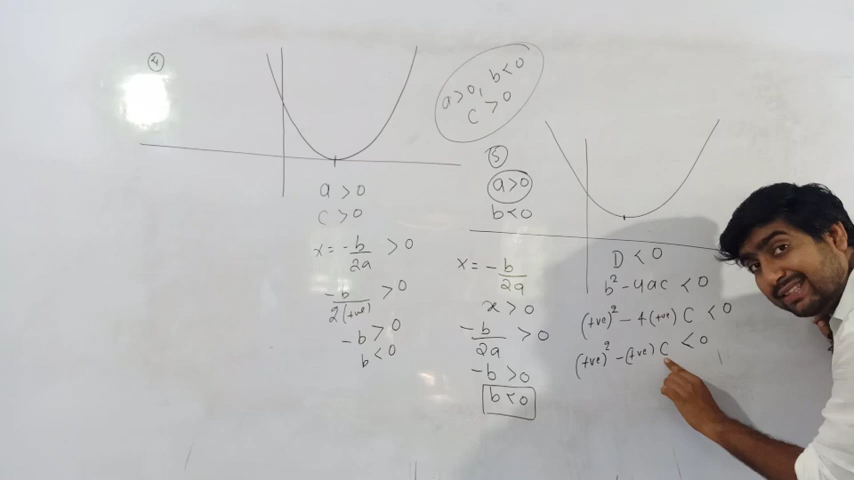 4
a>0, b<0
c>0
a>0
c>0
x = -b/2a > 0
-b/2(+ve) > 0
-b > 0
b < 0
5
a>0
b<0
x = -b/2a
x>0
-b/2a > 0
-b > 0
b<0
D < 0
b² - 4ac < 0
(+ve)² - 4(+ve) C < 0
(+ve)² - (+ve) C < 0